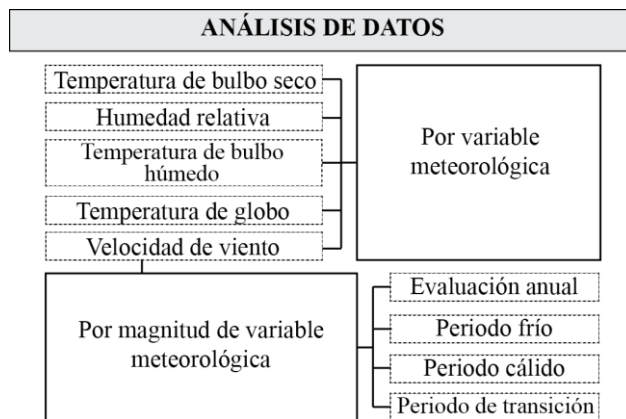 ANÁLISIS DE DATOS
Temperatura de bulbo seco
Humedad relativa
Temperatura de bulbo
húmedo
Temperatura de globo
Velocidad de viento
Por variable
meteorológica
Por magnitud de variable
meteorológica
Evaluación anual
Periodo frío
Periodo cálido
Periodo de transición